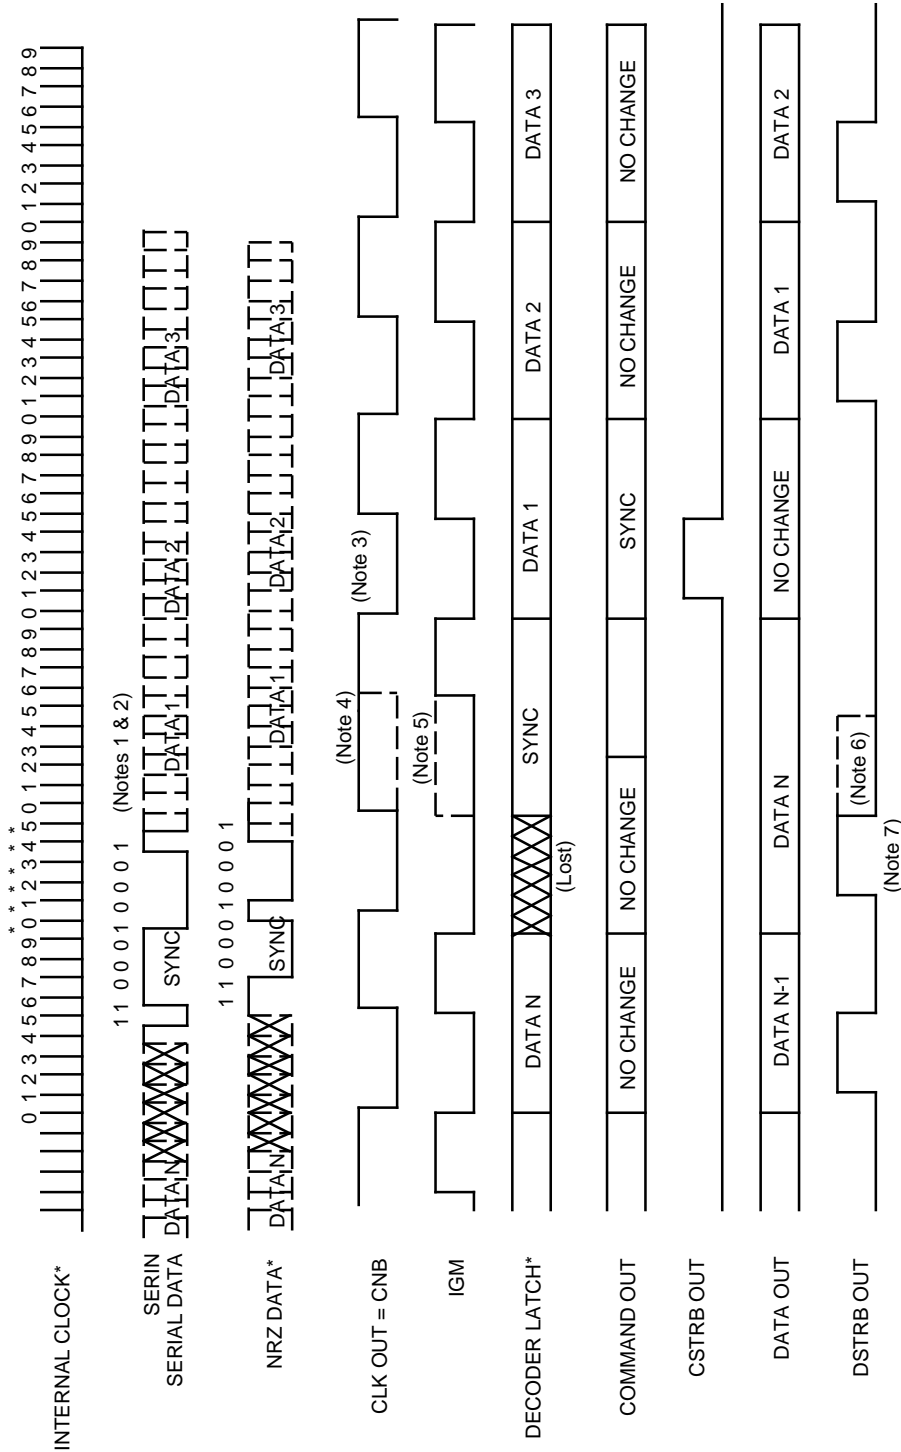 * * * * * *
0 1 2 3 4 5 6 7 8 9 0 1 2 3 4 5 0 1 2 3 4 5 6 7 8 9 0 1 2 3 4 5 6 7 8 9 0 1 2 3 4 5 6 7 8 9 0 1 2 3 4 5 6 7 8 9
INTERNAL CLOCK*
1 1 0 0 0 1 0 0 0 1 (Notes 1 & 2)
SERIN
SERIAL DATA
DATA N SYNC DATA 1 DATA 2 DATA 3
1 1 0 0 0 1 0 0 0 1
NRZ DATA* DATA N SYNC DATA 1 DATA 2 DATA 3
(Note 4) (Note 3)
CLK OUT = CNB
(Note 5)
IGM
DECODER LATCH* DATA N SYNC DATA 1 DATA 2 DATA 3
(Lost)
COMMAND OUT NO CHANGE NO CHANGE SYNC NO CHANGE NO CHANGE
CSTRB OUT
DATA OUT DATA N-1 DATA N NO CHANGE DATA 1 DATA 2
DSTRB OUT (Note 6)
(Note 7)